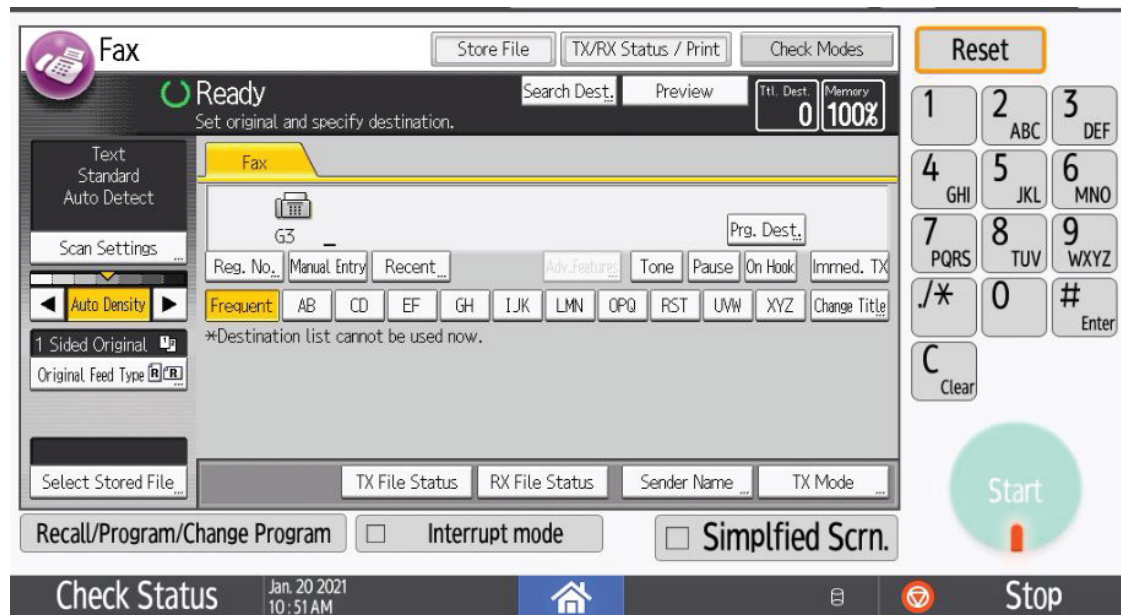 Fax
Store File
TX/RX Status / Print
Check Modes
Reset
Ready
Search Dest.
Preview
Ttl. Dest.
0
Memory
100%
Set original and specify destination.
Text
Standard
Auto Detect
Scan Settings
Auto Density
1 Sided Original
Original Feed Type R R
Select Stored File
Fax
G3 _
Prg. Dest.
Reg. No. Manual Entry Recent Adv.Features Tone Pause On Hook Immed. TX
Frequent AB CD EF GH IJK LMN OPQ RST UVW XYZ Change Title
*Destination list cannot be used now.
TX File Status RX File Status Sender Name TX Mode
1
2 ABC
3 DEF
4 GHI
5 JKL
6 MNO
7 PQRS
8 TUV
9 WXYZ
./*
0
# Enter
C Clear
Start
Recall/Program/Change Program
Interrupt mode
Simplfied Scrn.
Check Status
Jan. 20 2021
10:51 AM
Stop